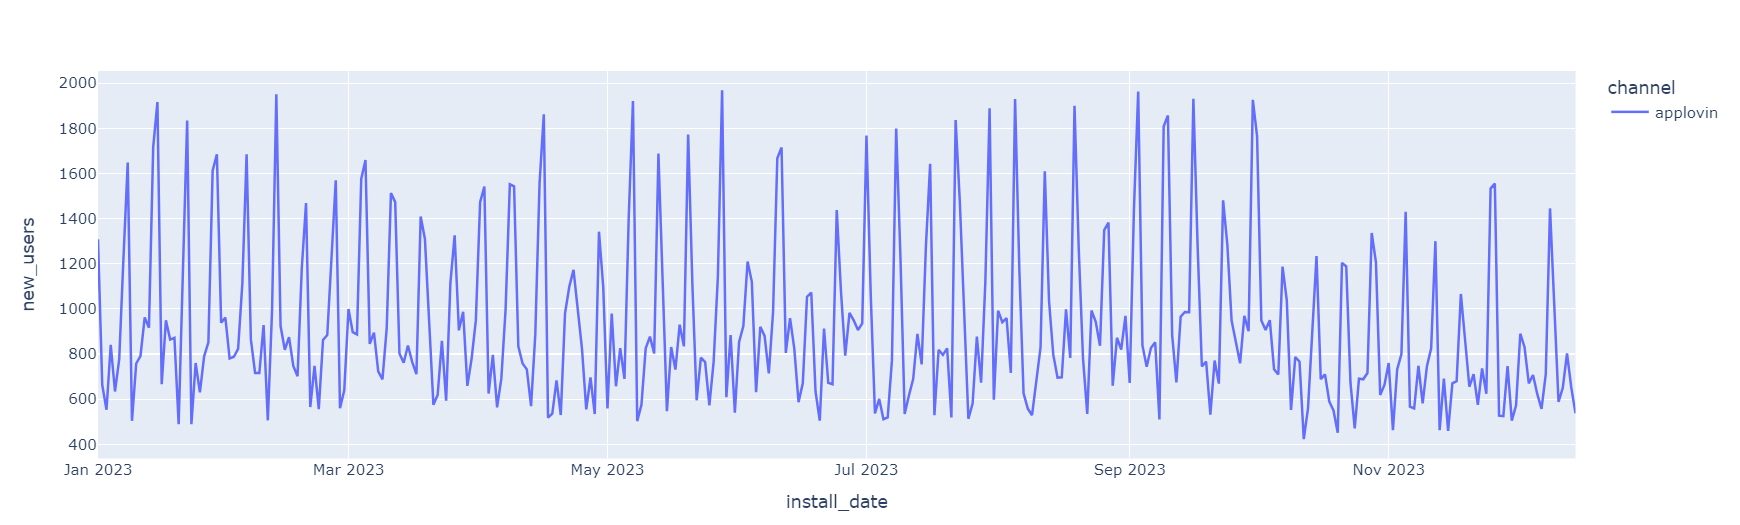 channel
applovin
new_users
2000
1800
1600
1400
1200
1000
800
600
400
Jan 2023
Mar 2023
May 2023
Jul 2023
Sep 2023
Nov 2023
install_date